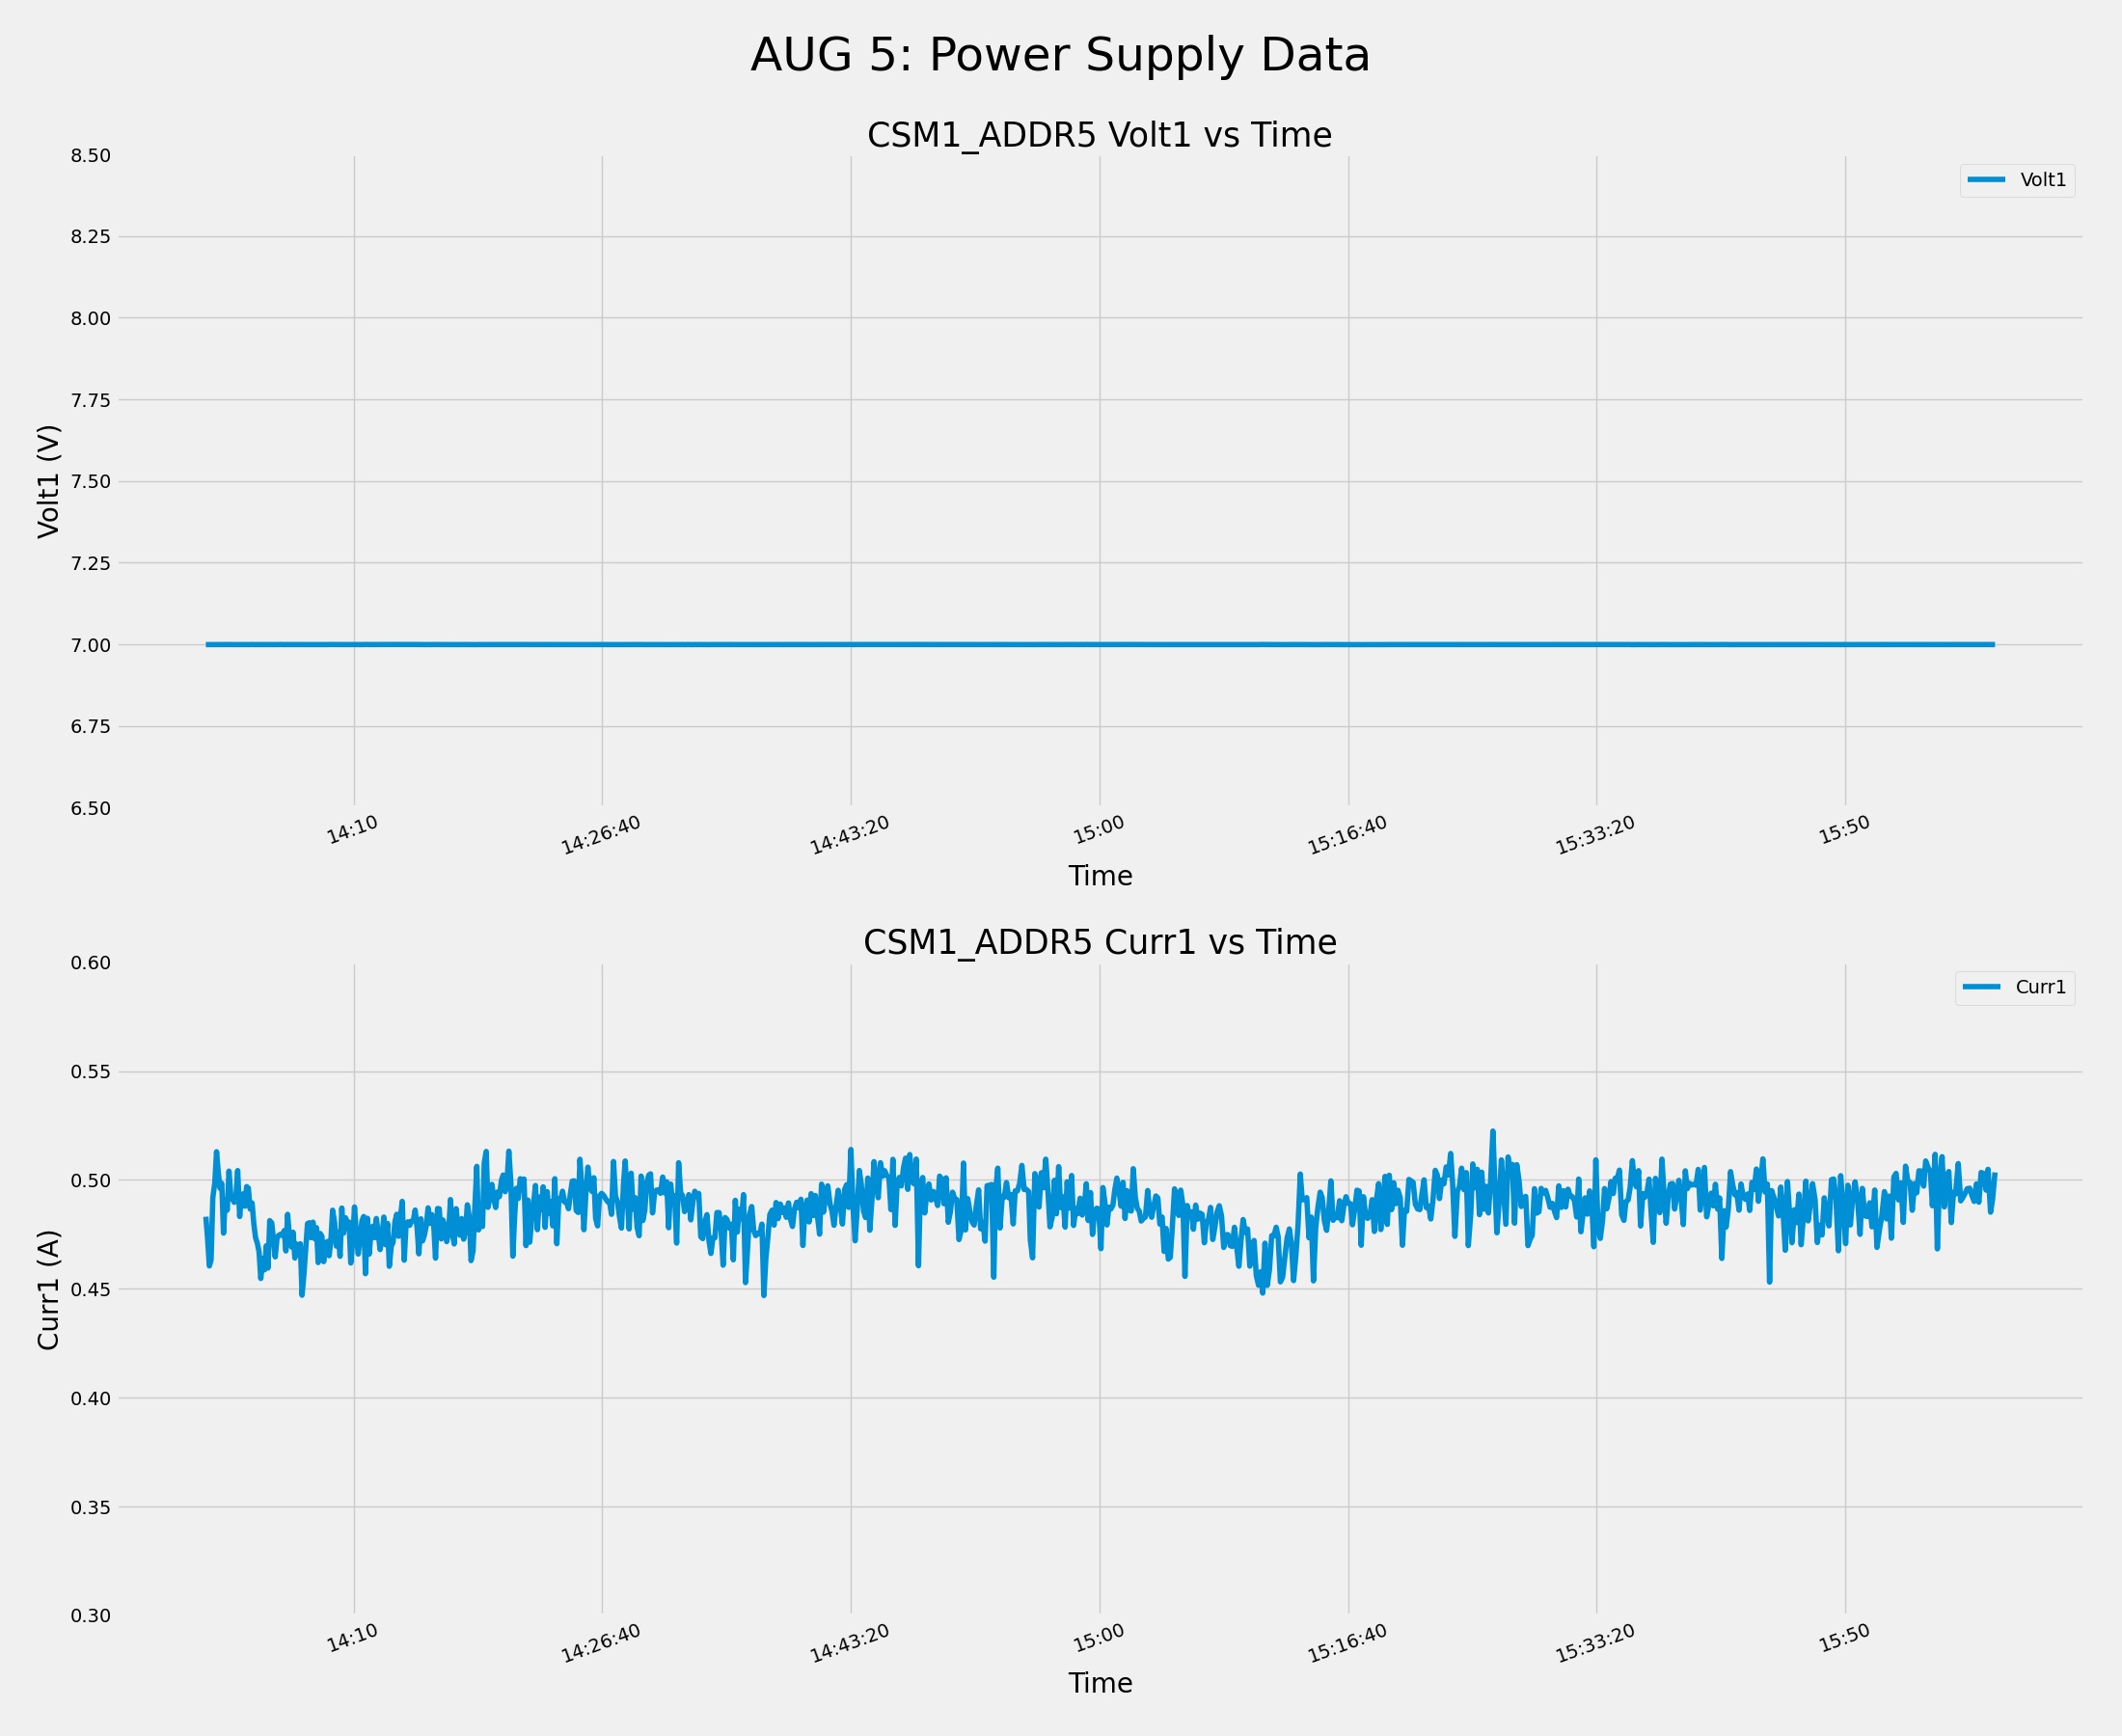 AUG 5: Power Supply Data
CSM1_ADDR5 Volt1 vs Time
Volt1
8.50
8.25
8.00
7.75
7.50
7.25
7.00
6.75
6.50
Volt1 (V)
14:10 14:26:40 14:43:20 15:00 15:16:40 15:33:20 15:50
Time
CSM1_ADDR5 Curr1 vs Time
Curr1
0.60
0.55
0.50
0.45
0.40
0.35
0.30
Curr1 (A)
14:10 14:26:40 14:43:20 15:00 15:16:40 15:33:20 15:50
Time